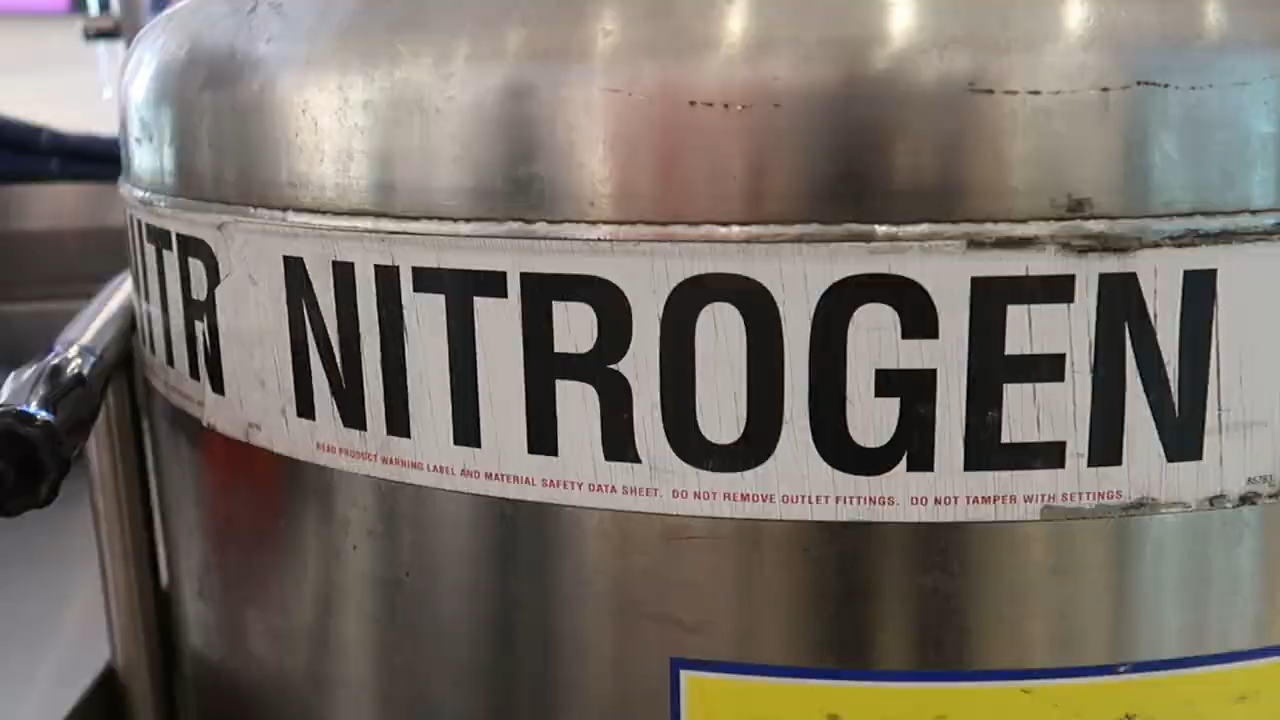 NITR NITROGEN
READ PRODUCT WARNING LABEL AND MATERIAL SAFETY DATA SHEET. DO NOT REMOVE OUTLET FITTINGS. DO NOT TAMPER WITH SETTINGS.